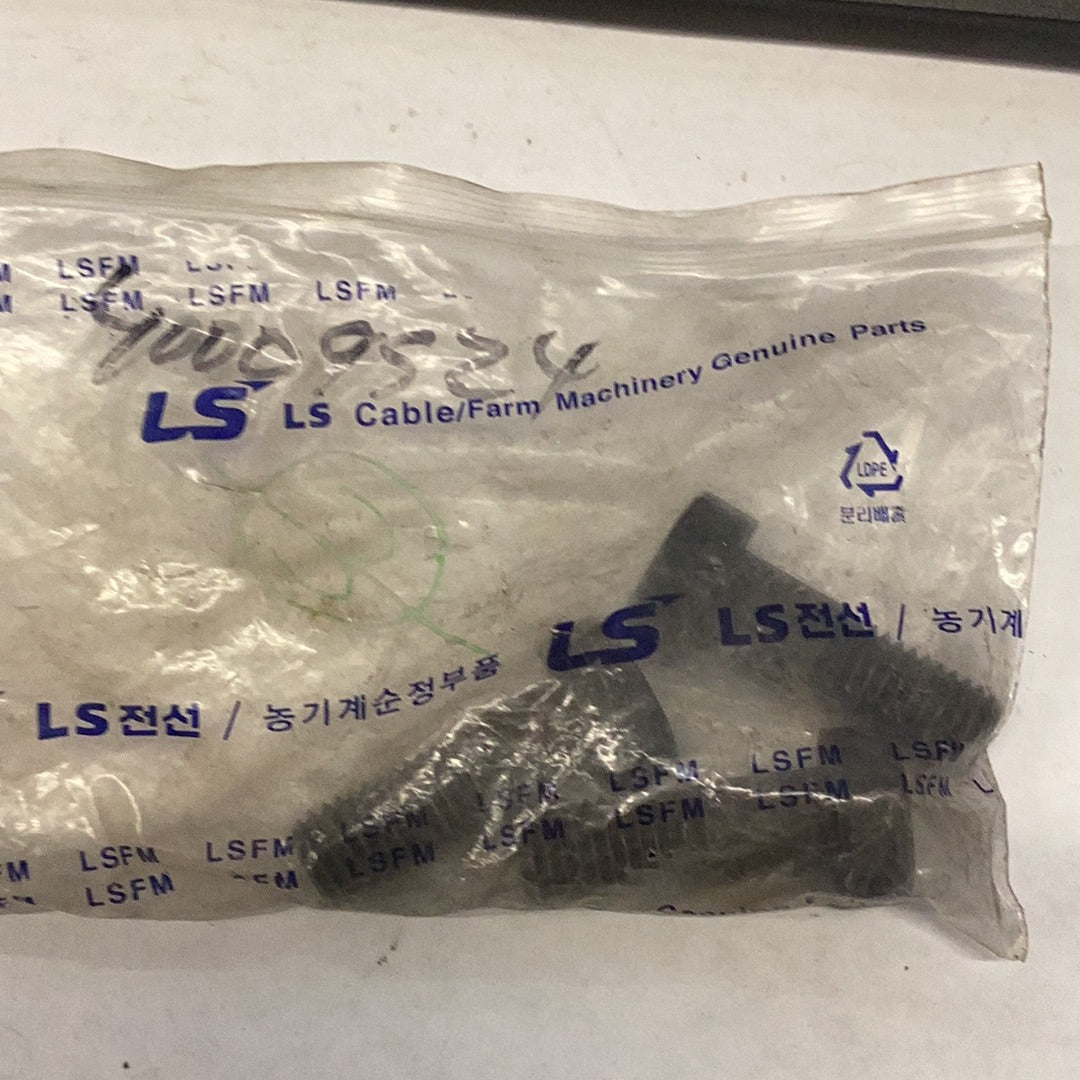 LSFM
LSFM LSFM LSFM
40009524
LS LS Cable/Farm Machinery Genuine Parts
LDPE
분리배출
LS LS전선 / 농기계
LS전선 / 농기계순정부품
LSFM LSFM LSFM LSFM
LSFM LSFM LSFM LSFM
LSFM LSFM LSFM
LSFM